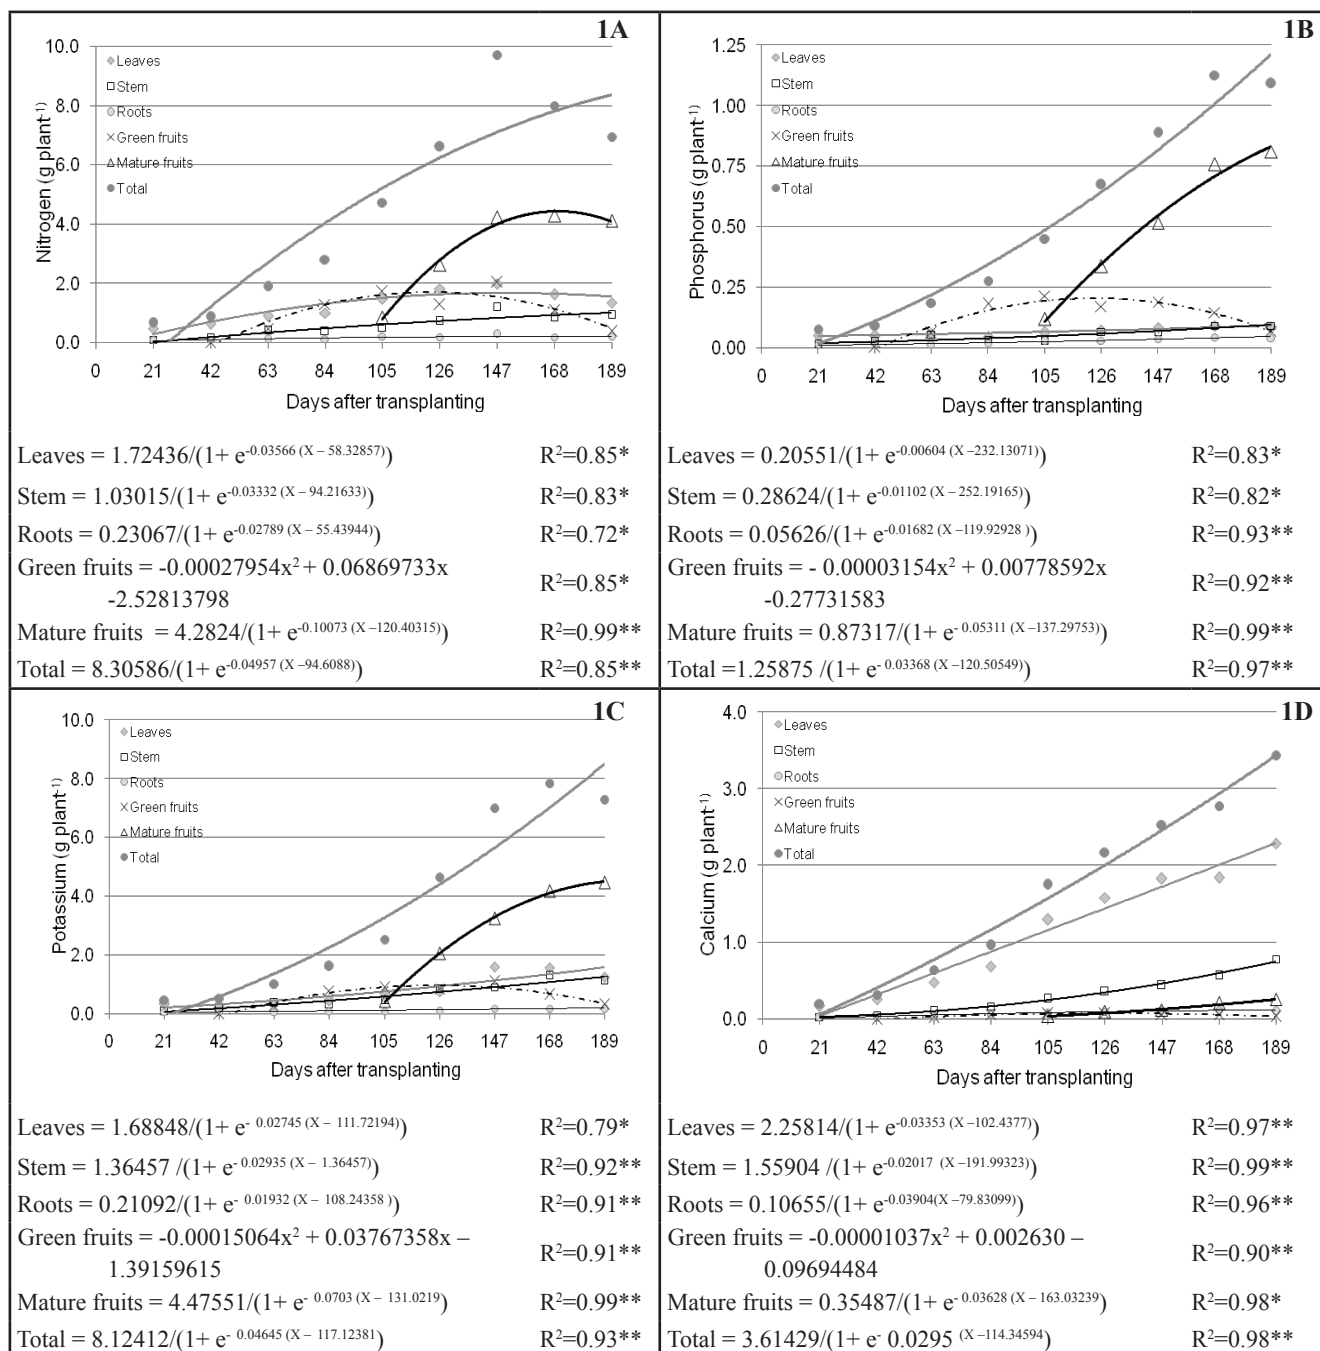 1A
10.0
8.0
6.0
4.0
2.0
0.0
Nitrogen (g plant⁻¹)
Leaves
Stem
Roots
Green fruits
Mature fruits
Total
0 21 42 63 84 105 126 147 168 189
Days after transplanting
Leaves = 1.72436/(1+ e^-0.03566 (X – 58.32857)) R²=0.85*
Stem = 1.03015/(1+ e^-0.03332 (X – 94.21633)) R²=0.83*
Roots = 0.23067/(1+ e^-0.02789 (X – 55.43944)) R²=0.72*
Green fruits = -0.00027954x² + 0.06869733x
-2.52813798 R²=0.85*
Mature fruits = 4.2824/(1+ e^-0.10073 (X –120.40315)) R²=0.99**
Total = 8.30586/(1+ e^-0.04957 (X –94.6088)) R²=0.85**
1B
1.25
1.00
0.75
0.50
0.25
0.00
Phosphorus (g plant⁻¹)
Leaves
Stem
Roots
Green fruits
Mature fruits
Total
0 21 42 63 84 105 126 147 168 189
Days after transplanting
Leaves = 0.20551/(1+ e^-0.00604 (X –232.13071)) R²=0.83*
Stem = 0.28624/(1+ e^-0.01102 (X – 252.19165)) R²=0.82*
Roots = 0.05626/(1+ e^-0.01682 (X –119.92928 )) R²=0.93**
Green fruits = - 0.00003154x² + 0.00778592x
-0.27731583 R²=0.92**
Mature fruits = 0.87317/(1+ e^- 0.05311 (X –137.29753)) R²=0.99**
Total =1.25875 /(1+ e^- 0.03368 (X –120.50549)) R²=0.97**
1C
10.0
8.0
6.0
4.0
2.0
0.0
Potassium (g plant⁻¹)
Leaves
Stem
Roots
Green fruits
Mature fruits
Total
0 21 42 63 84 105 126 147 168 189
Days after transplanting
Leaves = 1.68848/(1+ e^- 0.02745 (X – 111.72194)) R²=0.79*
Stem = 1.36457 /(1+ e^- 0.02935 (X – 1.36457)) R²=0.92**
Roots = 0.21092/(1+ e^- 0.01932 (X – 108.24358 )) R²=0.91**
Green fruits = -0.00015064x² + 0.03767358x –
1.39159615 R²=0.91**
Mature fruits = 4.47551/(1+ e^- 0.0703 (X – 131.0219)) R²=0.99**
Total = 8.12412/(1+ e^- 0.04645 (X – 117.12381)) R²=0.93**
1D
4.0
3.0
2.0
1.0
0.0
Calcium (g plant⁻¹)
Leaves
Stem
Roots
Green fruits
Mature fruits
Total
0 21 42 63 84 105 126 147 168 189
Days after transplanting
Leaves = 2.25814/(1+ e^-0.03353 (X –102.4377)) R²=0.97**
Stem = 1.55904 /(1+ e^-0.02017 (X –191.99323)) R²=0.99**
Roots = 0.10655/(1+ e^-0.03904(X –79.83099)) R²=0.96**
Green fruits = -0.00001037x² + 0.002630 –
0.09694484 R²=0.90**
Mature fruits = 0.35487/(1+ e^- 0.03628 (X – 163.03239)) R²=0.98*
Total = 3.61429/(1+ e^- 0.0295 (X –114.34594)) R²=0.98**